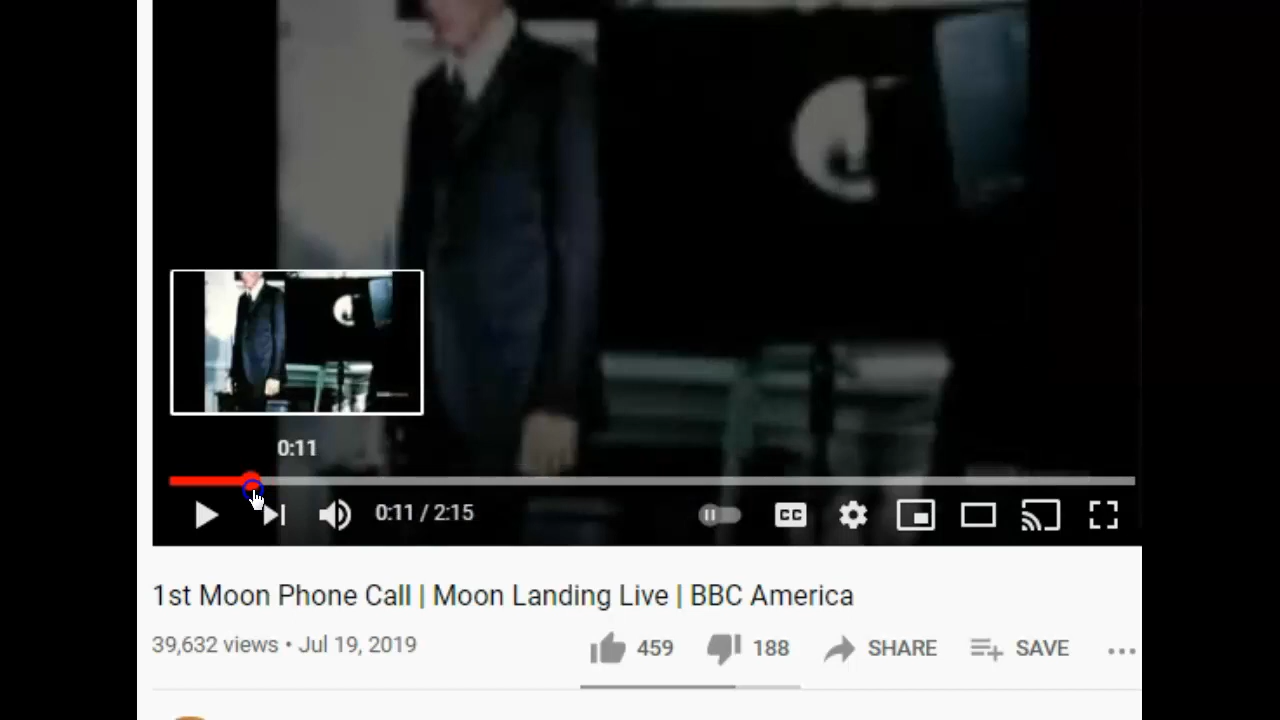 0:11
0:11 / 2:15
CC
1st Moon Phone Call | Moon Landing Live | BBC America
39,632 views • Jul 19, 2019 459 188 SHARE SAVE